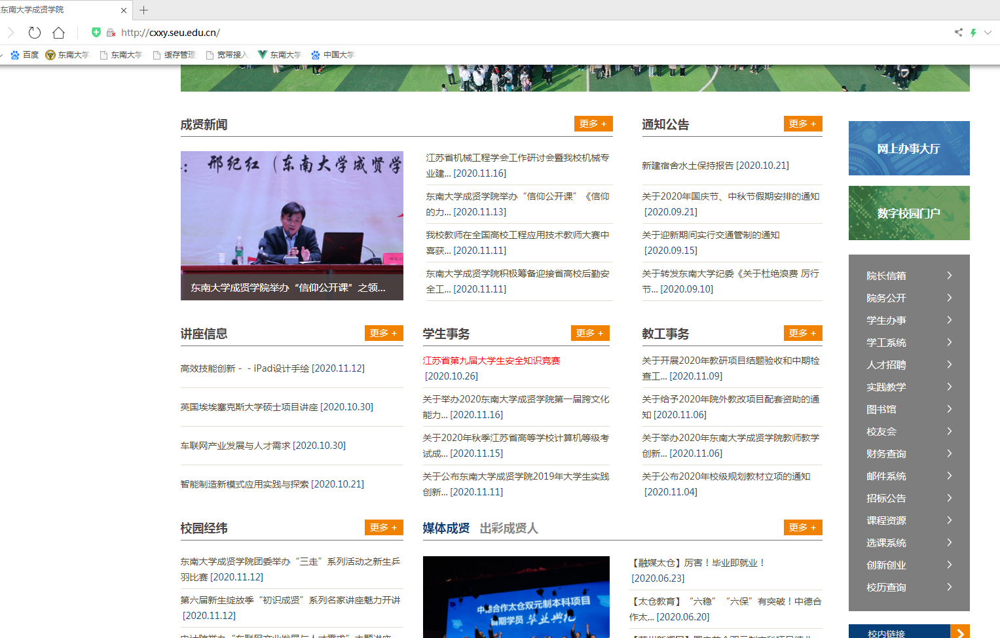 东南大学成贤学院
http://cxxy.seu.edu.cn/
百度 东南大学 东南大学 缓存管理 宽带接入 东南大学 中国大学
成贤新闻 更多 +
邢纪红（东南大学成贤学
东南大学成贤学院举办“信仰公开课”之领...
江苏省机械工程学会工作研讨会暨我校机械专
业建... [2020.11.16]
东南大学成贤学院举办“信仰公开课”《信仰
的力... [2020.11.13]
我校教师在全国高校工程应用技术教师大赛中
喜获... [2020.11.11]
东南大学成贤学院积极筹备迎接省高校后勤安
全工... [2020.11.11]
通知公告 更多 +
新建宿舍水土保持报告 [2020.10.21]
关于2020年国庆节、中秋节假期安排的通知
[2020.09.21]
关于迎新期间实行交通管制的通知
[2020.09.15]
关于转发东南大学纪委《关于杜绝浪费 厉行
节... [2020.09.10]
讲座信息 更多 +
高效技能创新－－iPad设计手绘 [2020.11.12]
英国埃埃塞克斯大学硕士项目讲座 [2020.10.30]
车联网产业发展与人才需求 [2020.10.30]
智能制造新模式应用实践与探索 [2020.10.21]
学生事务 更多 +
江苏省第九届大学生安全知识竞赛
[2020.10.26]
关于举办2020东南大学成贤学院第一届跨文化
能力... [2020.11.16]
关于2020年秋季江苏省高等学校计算机等级考
试成... [2020.11.15]
关于公布东南大学成贤学院2019年大学生实践
创新... [2020.11.11]
教工事务 更多 +
关于开展2020年教研项目结题验收和中期检
查工... [2020.11.09]
关于给予2020年院外教改项目配套资助的通
知 [2020.11.06]
关于举办2020年东南大学成贤学院教师教学
创新... [2020.11.06]
关于公布2020年校级规划教材立项的通知
[2020.11.04]
校园经纬 更多 +
东南大学成贤学院团委举办“三走”系列活动之新生乒
羽比赛 [2020.11.12]
第六届新生绽放季“初识成贤”系列名家讲座魅力开讲
[2020.11.12]
媒体成贤 出彩成贤人 更多 +
中德合作太仓双元制本科项目
首期学员 毕业典礼
【融媒太仓】厉害！毕业即就业！
[2020.06.23]
【太仓教育】“六稳”“六保”有突破！中德合
作太... [2020.06.20]
网上办事大厅
数字校园门户
院长信箱
院务公开
学生办事
学工系统
人才招聘
实践教学
图书馆
校友会
财务查询
邮件系统
招标公告
课程资源
选课系统
创新创业
校历查询
校内链接